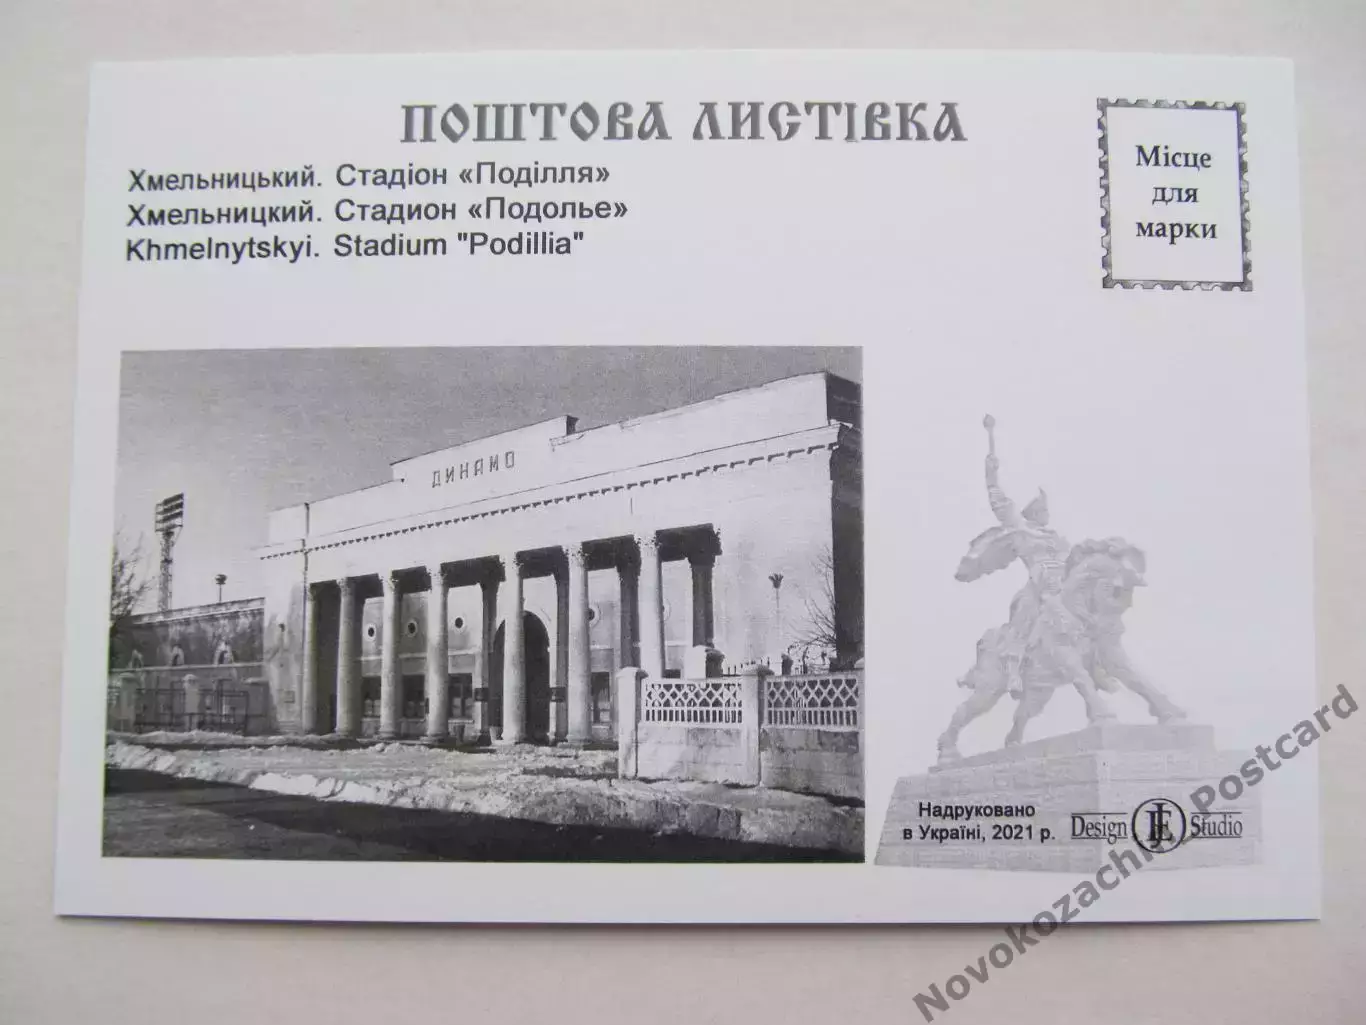 ПОШТОВА ЛИСТІВКА
Хмельницький. Стадіон «Поділля»
Хмельницкий. Стадион «Подолье»
Khmelnytskyi. Stadium "Podillia"
Місце
для
марки
ДИНАМО
Надруковано
в Україні, 2021 р.
Design JE Studio
Novokozachi Postcard